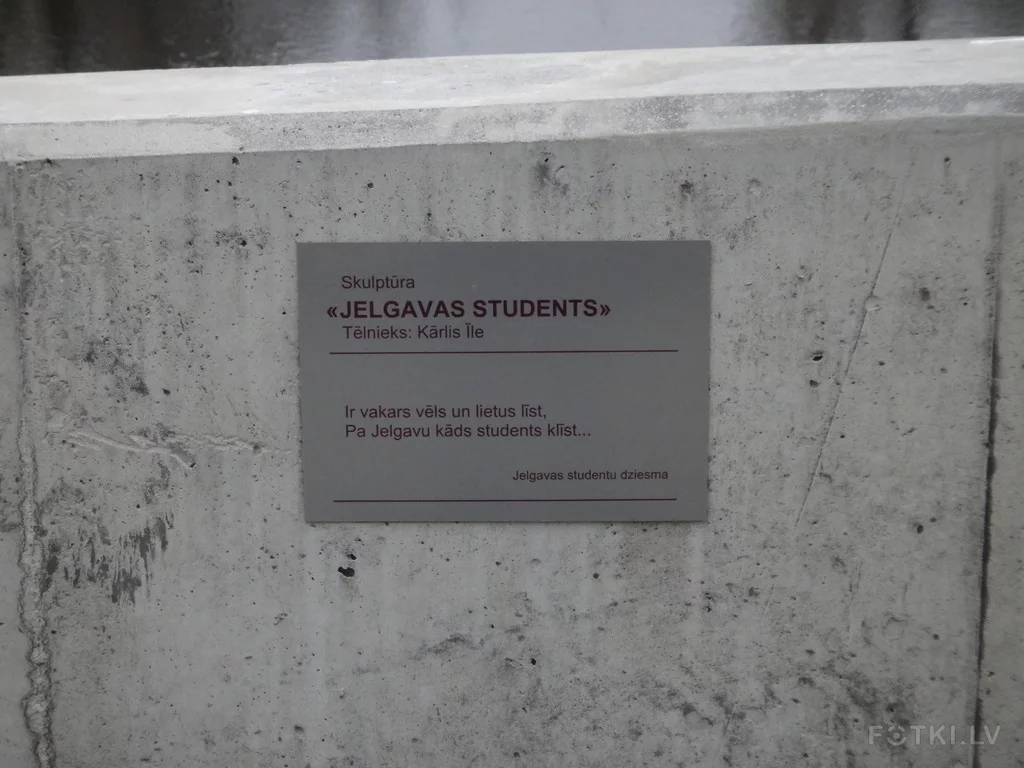 Skulptūra
«JELGAVAS STUDENTS»
Tēlnieks: Kārlis Īle
Ir vakars vēls un lietus līst,
Pa Jelgavu kāds students klīst...
Jelgavas studentu dziesma
FOTKI.LV